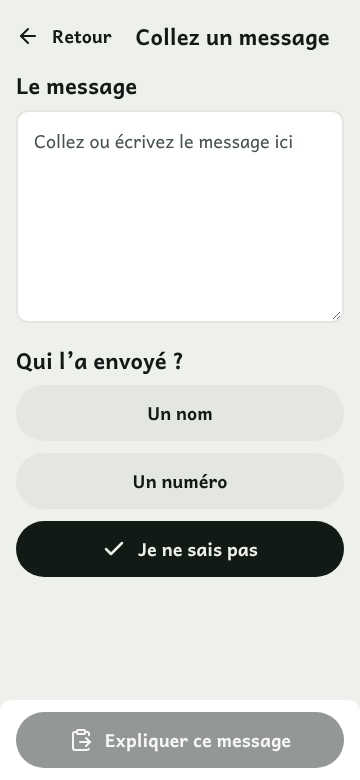 Retour
Collez un message
Le message
Collez ou écrivez le message ici
Qui l’a envoyé ?
Un nom
Un numéro
Je ne sais pas
Expliquer ce message